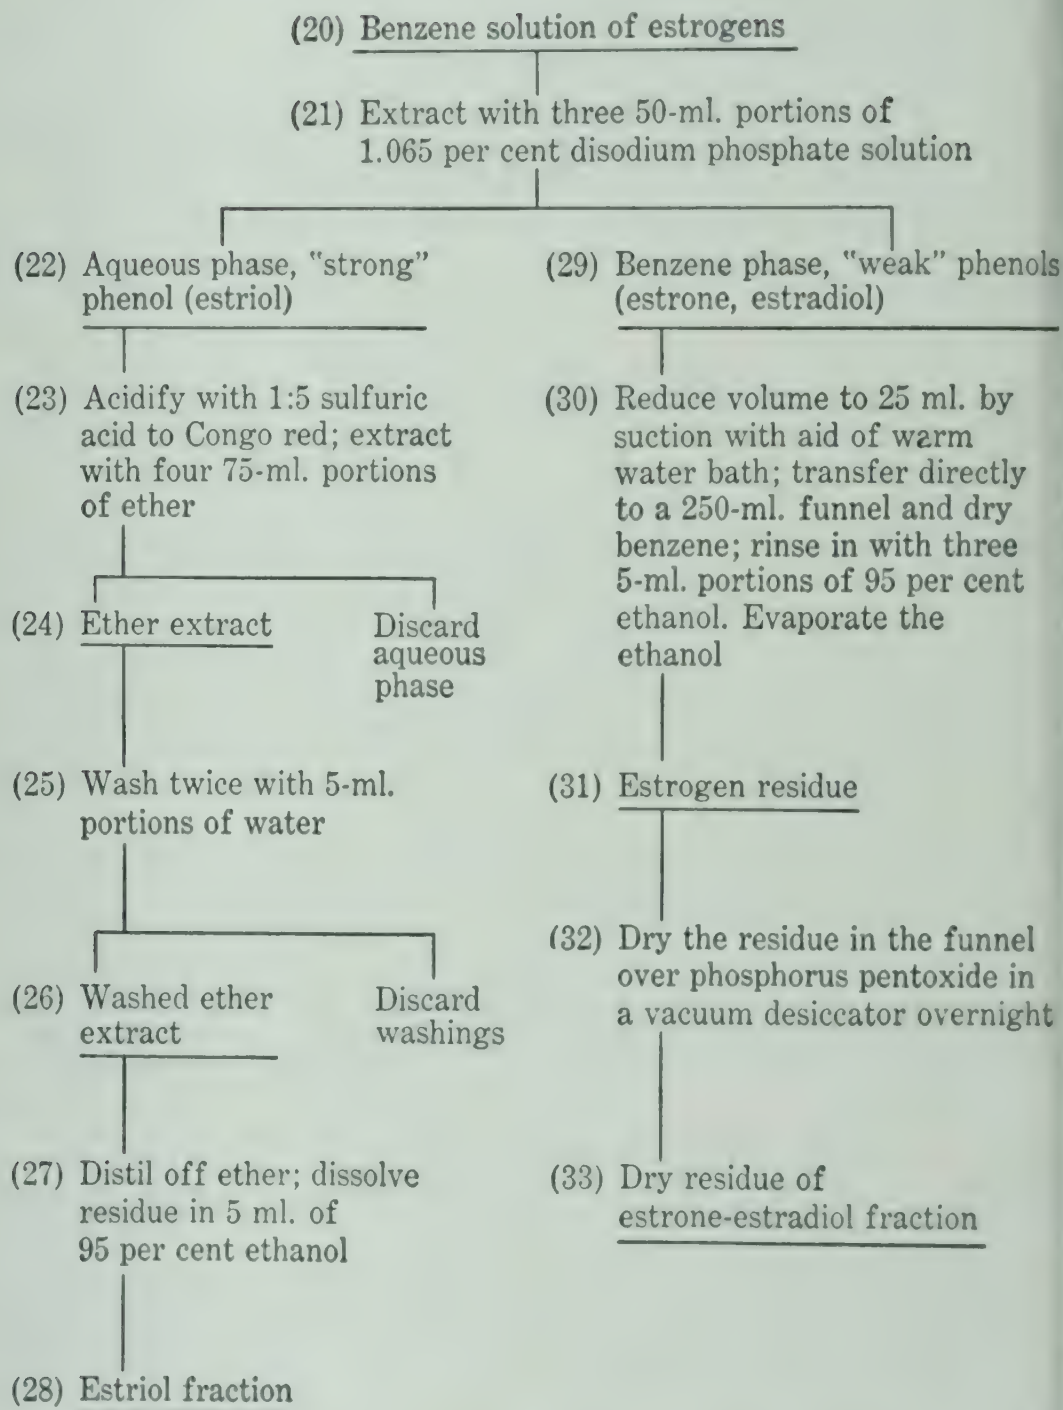 (20) Benzene solution of estrogens
(21) Extract with three 50-ml. portions of
1.065 per cent disodium phosphate solution
(22) Aqueous phase, "strong"
phenol (estriol)
(23) Acidify with 1:5 sulfuric
acid to Congo red; extract
with four 75-ml. portions
of ether
(24) Ether extract
Discard
aqueous
phase
(25) Wash twice with 5-ml.
portions of water
(26) Washed ether
extract
Discard
washings
(27) Distil off ether; dissolve
residue in 5 ml. of
95 per cent ethanol
(28) Estriol fraction
(29) Benzene phase, "weak" phenols
(estrone, estradiol)
(30) Reduce volume to 25 ml. by
suction with aid of warm
water bath; transfer directly
to a 250-ml. funnel and dry
benzene; rinse in with three
5-ml. portions of 95 per cent
ethanol. Evaporate the
ethanol
(31) Estrogen residue
(32) Dry the residue in the funnel
over phosphorus pentoxide in
a vacuum desiccator overnight
(33) Dry residue of
estrone-estradiol fraction